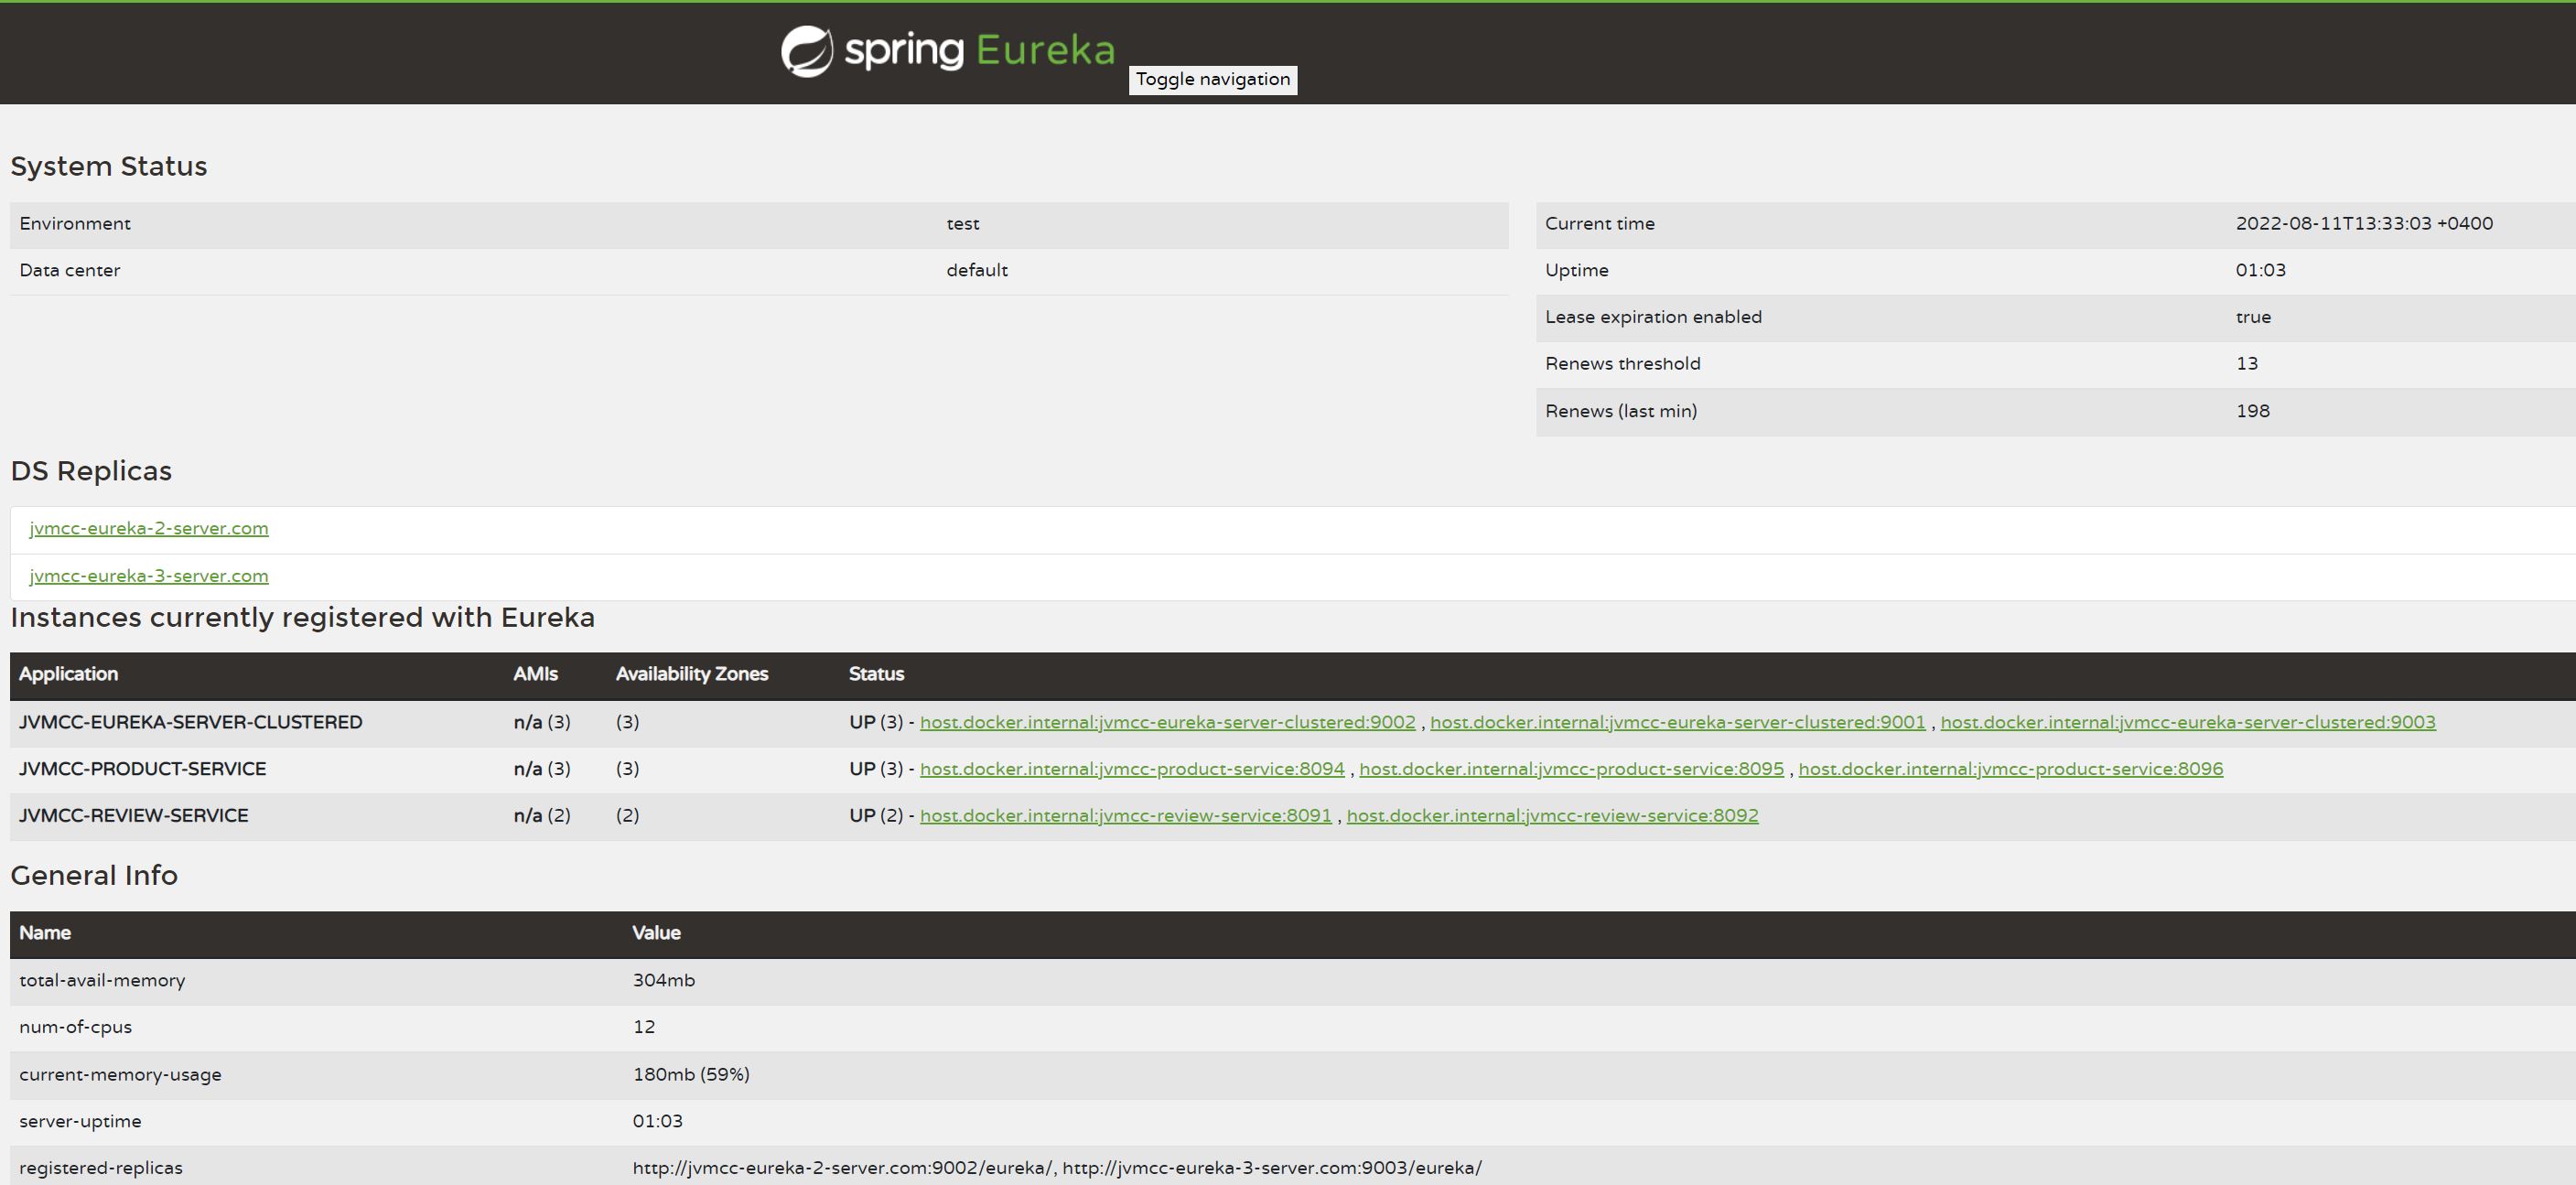 spring Eureka
Toggle navigation
System Status
Environment test
Data center default
Current time 2022-08-11T13:33:03 +0400
Uptime 01:03
Lease expiration enabled true
Renews threshold 13
Renews (last min) 198
DS Replicas
jvmcc-eureka-2-server.com
jvmcc-eureka-3-server.com
Instances currently registered with Eureka
Application AMIs Availability Zones Status
JVMCC-EUREKA-SERVER-CLUSTERED n/a (3) (3) UP (3) - host.docker.internal:jvmcc-eureka-server-clustered:9002 , host.docker.internal:jvmcc-eureka-server-clustered:9001 , host.docker.internal:jvmcc-eureka-server-clustered:9003
JVMCC-PRODUCT-SERVICE n/a (3) (3) UP (3) - host.docker.internal:jvmcc-product-service:8094 , host.docker.internal:jvmcc-product-service:8095 , host.docker.internal:jvmcc-product-service:8096
JVMCC-REVIEW-SERVICE n/a (2) (2) UP (2) - host.docker.internal:jvmcc-review-service:8091 , host.docker.internal:jvmcc-review-service:8092
General Info
Name Value
total-avail-memory 304mb
num-of-cpus 12
current-memory-usage 180mb (59%)
server-uptime 01:03
registered-replicas http://jvmcc-eureka-2-server.com:9002/eureka/, http://jvmcc-eureka-3-server.com:9003/eureka/